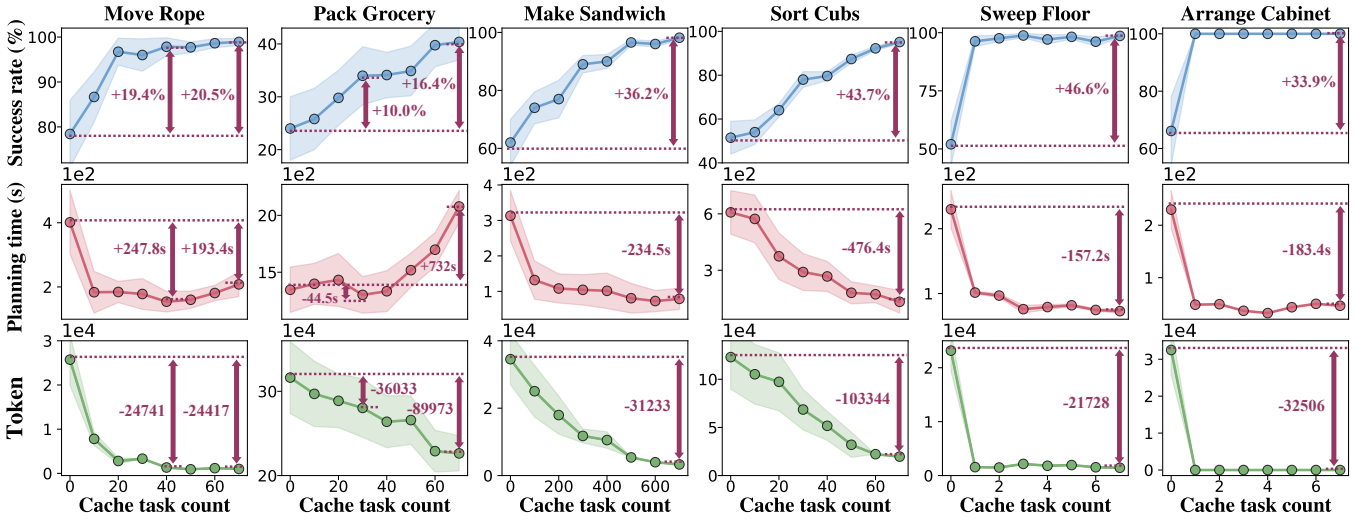 Move Rope Pack Grocery Make Sandwich Sort Cubs Sweep Floor Arrange Cabinet
Success rate (%)
100 90 80
+19.4% +20.5%
40 30 20
+10.0% +16.4%
100 80 60
+36.2%
100 80 60 40
+43.7%
100 75 50
+46.6%
100 80 60
+33.9%
Planning time (s)
1e2
4 2
+247.8s +193.4s
1e2
20 15
-44.5s +732s
1e2
4 3 2 1
-234.5s
1e2
6 3
-476.4s
1e2
2 1
-157.2s
1e2
2 1
-183.4s
Token
1e4
3 2 1 0
-24741 -24417
1e4
30 20
-36033 -89973
1e4
4 2 0
-31233
1e4
10 5 0
-103344
1e4
2 1 0
-21728
1e4
3 2 1 0
-32506
0 20 40 60
0 20 40 60
0 200 400 600
0 20 40 60
0 2 4 6
0 2 4 6
Cache task count Cache task count Cache task count Cache task count Cache task count Cache task count